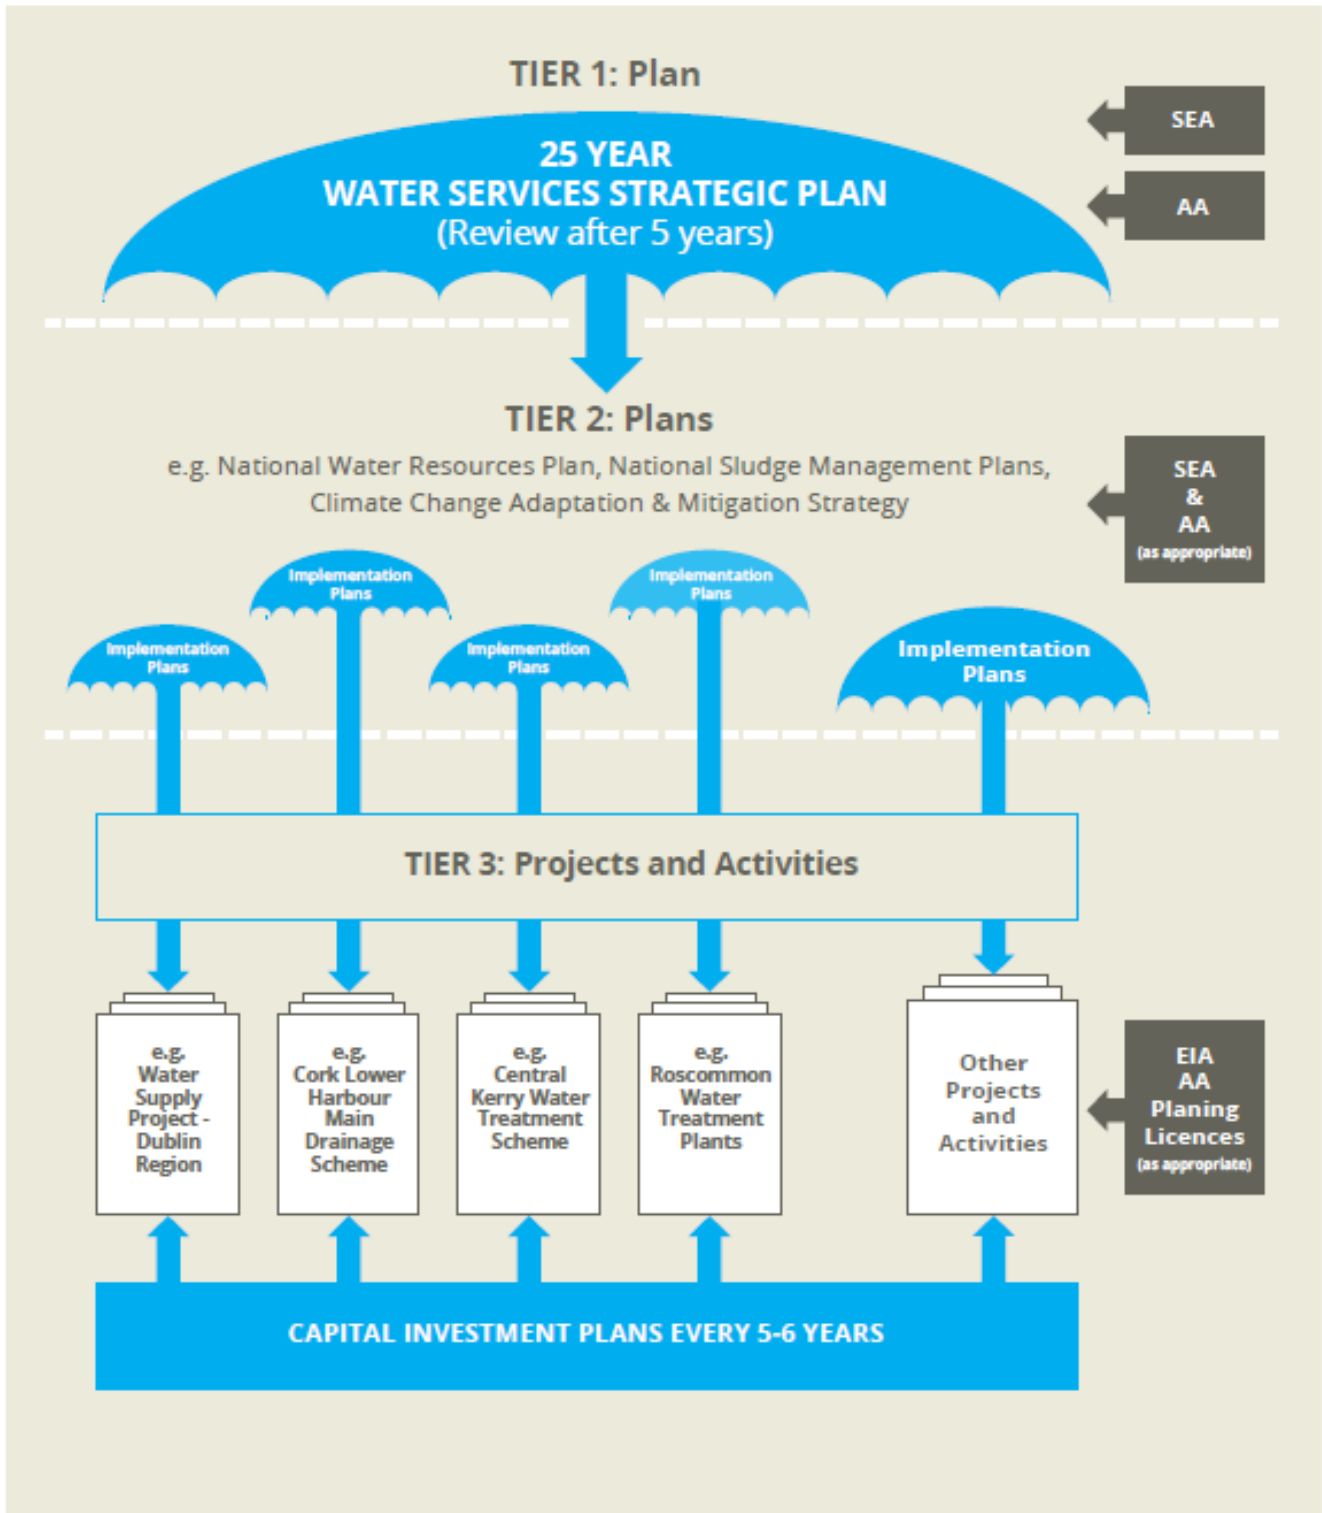 TIER 1: Plan
SEA
25 YEAR
WATER SERVICES STRATEGIC PLAN
(Review after 5 years)
AA
TIER 2: Plans
e.g. National Water Resources Plan, National Sludge Management Plans,
Climate Change Adaptation & Mitigation Strategy
SEA
&
AA
(as appropriate)
Implementation
Plans
Implementation
Plans
Implementation
Plans
Implementation
Plans
Implementation
Plans
TIER 3: Projects and Activities
e.g.
Water
Supply
Project -
Dublin
Region
e.g.
Cork Lower
Harbour
Main
Drainage
Scheme
e.g.
Central
Kerry Water
Treatment
Scheme
e.g.
Roscommon
Water
Treatment
Plants
Other
Projects
and
Activities
EIA
AA
Planing
Licences
(as appropriate)
CAPITAL INVESTMENT PLANS EVERY 5-6 YEARS